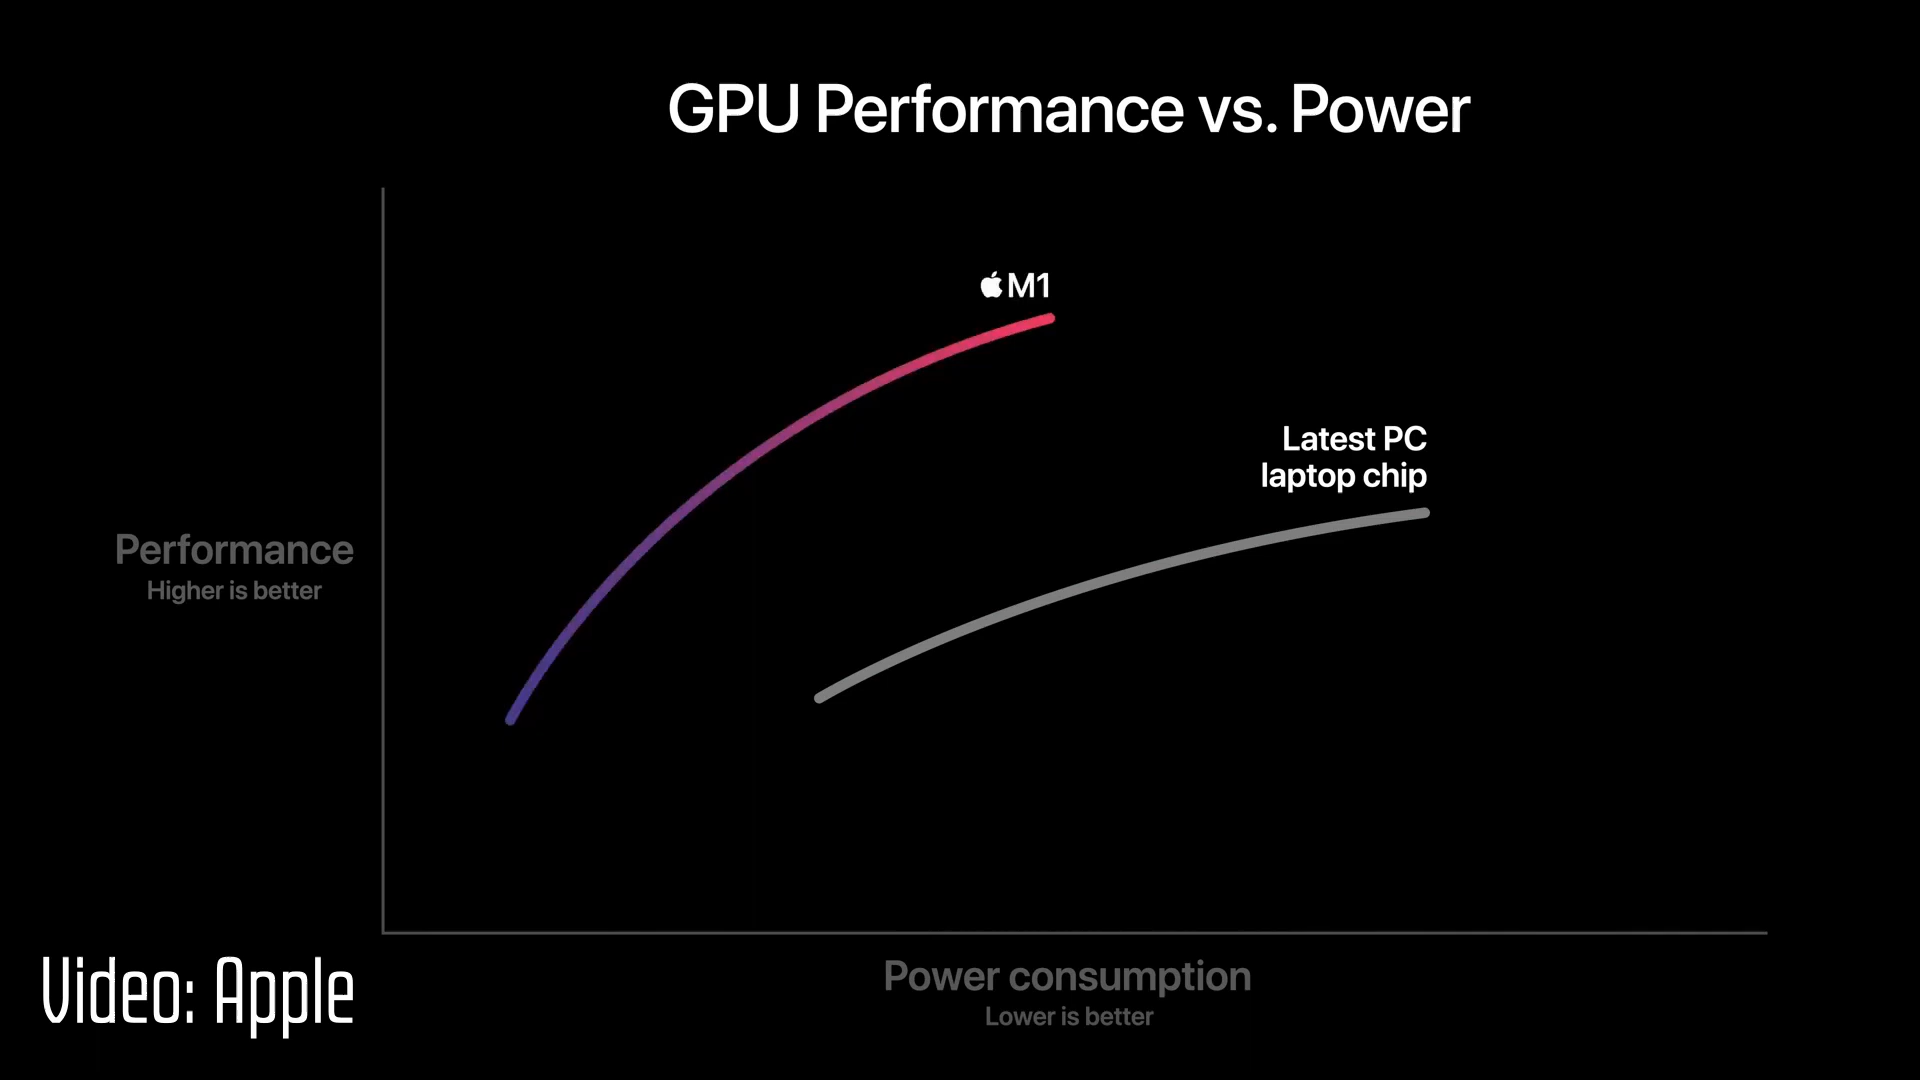 GPU Performance vs. Power
M1
Latest PC
laptop chip
Performance
Higher is better
Power consumption
Lower is better
Video: Apple